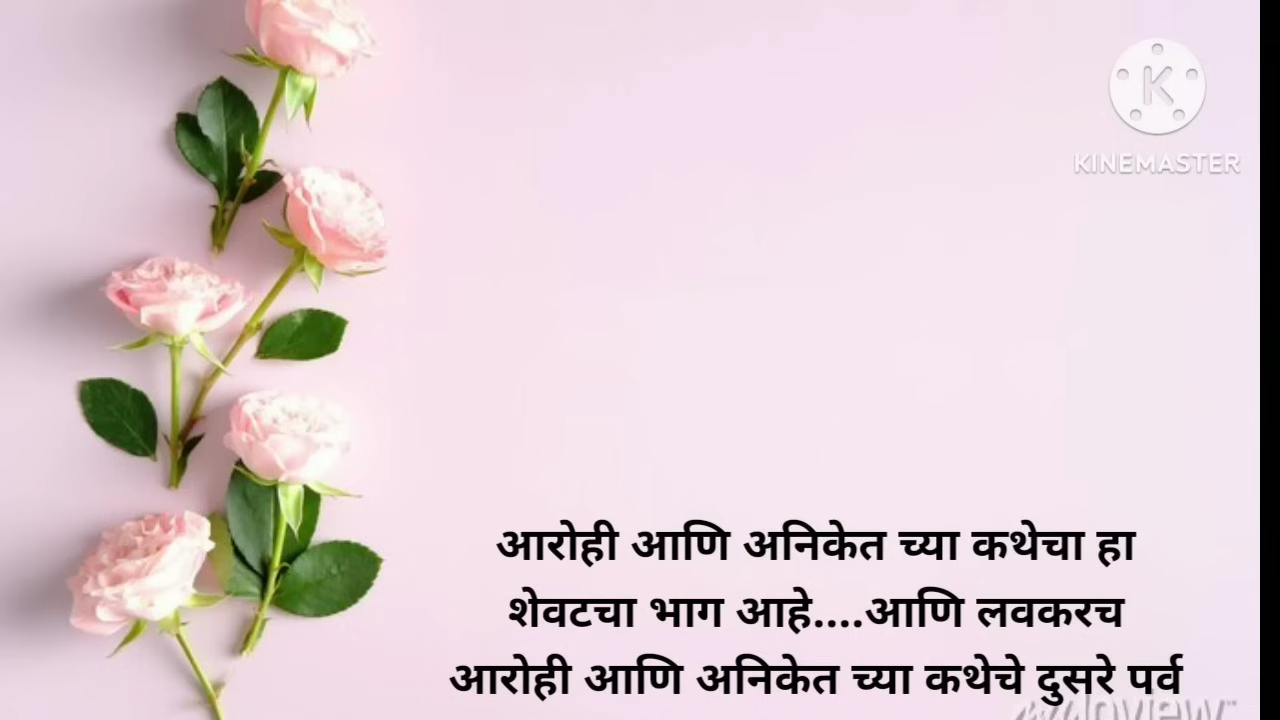 KINEMASTER
आरोही आणि अनिकेत च्या कथेचा हा
शेवटचा भाग आहे....आणि लवकरच
आरोही आणि अनिकेत च्या कथेचे दुसरे पर्व